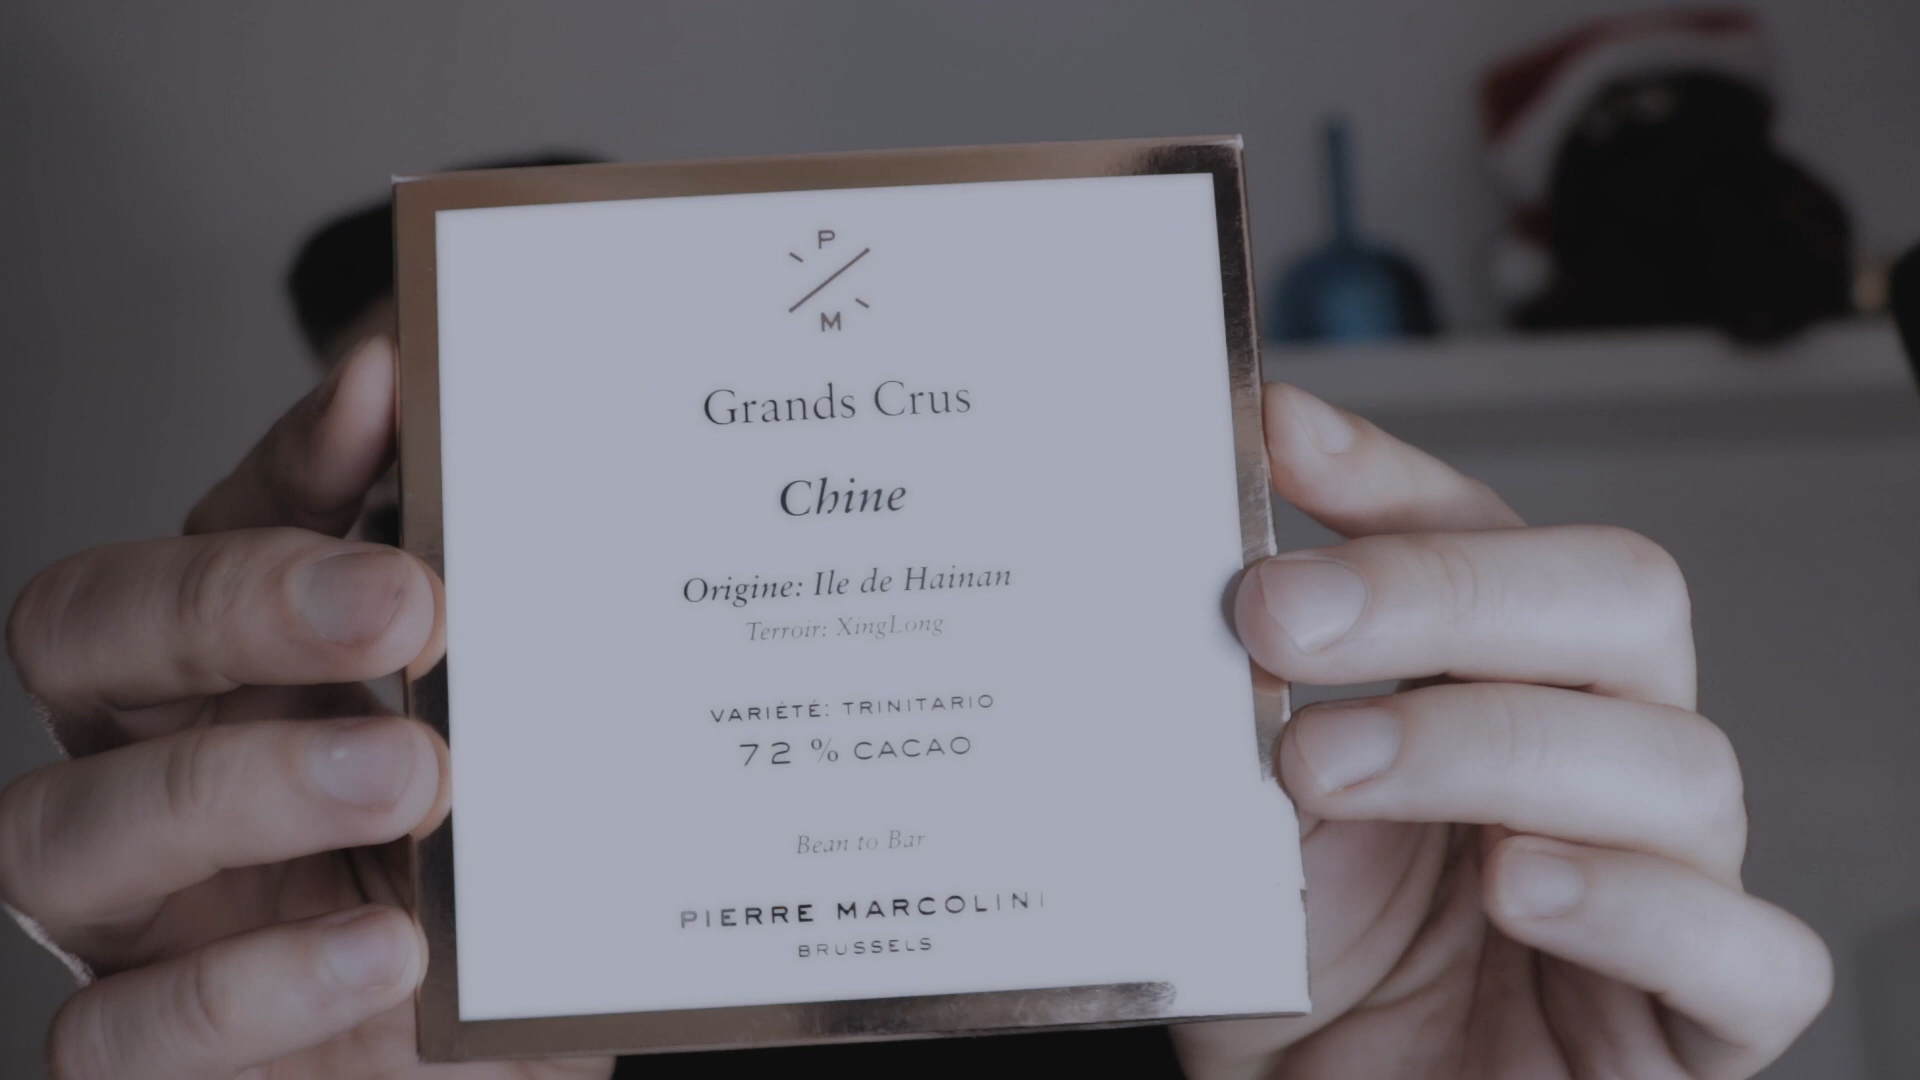 P
M
Grands Crus
Chine
Origine: Ile de Hainan
Terroir: XingLong
VARIÉTÉ: TRINITARIO
72 % CACAO
Bean to Bar
PIERRE MARCOLINI
BRUSSELS